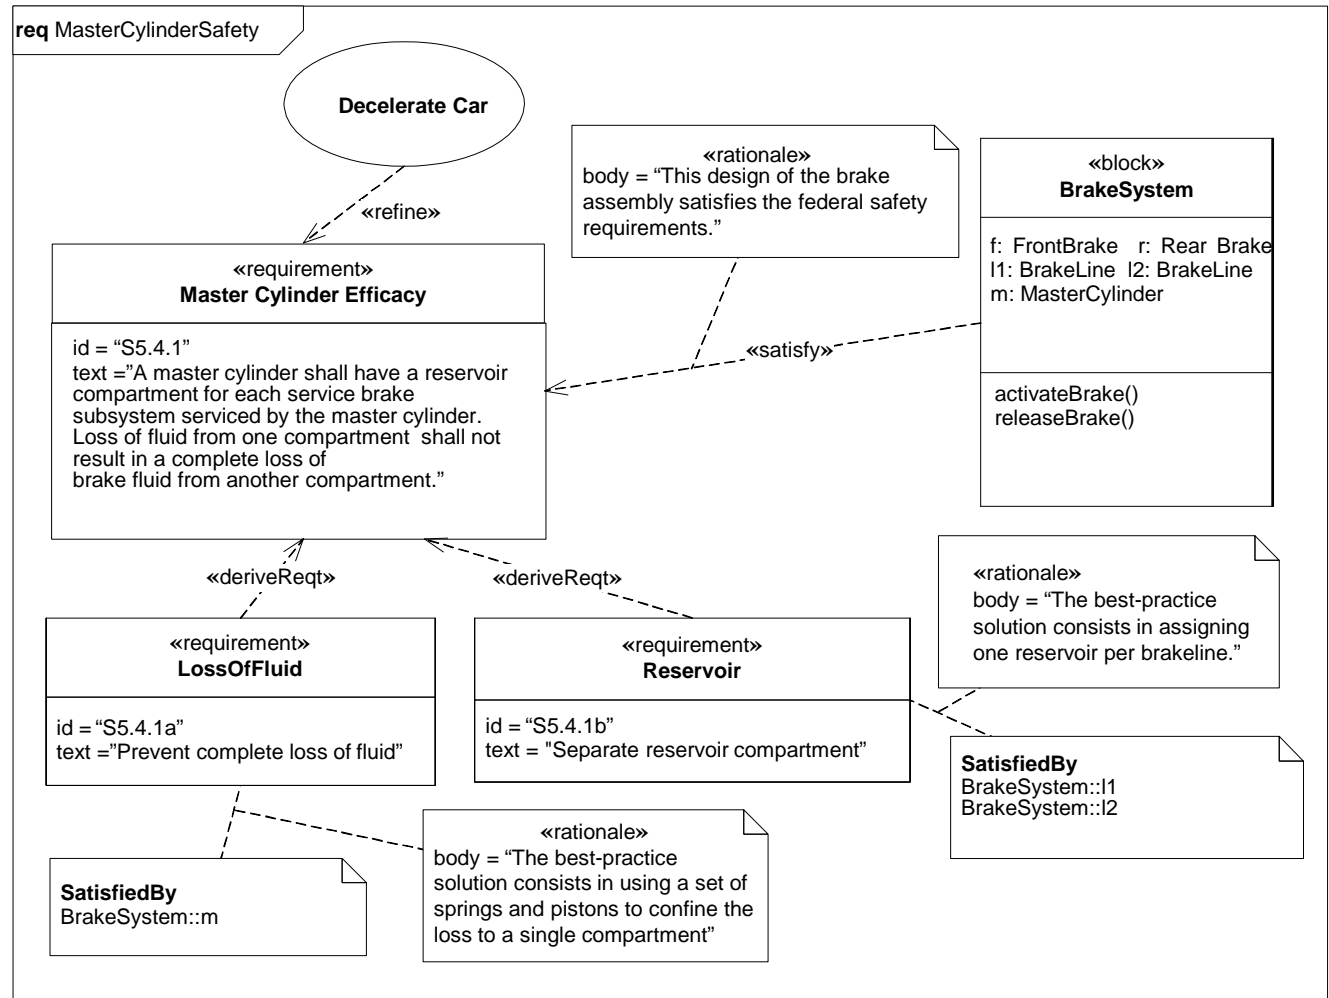 req MasterCylinderSafety
Decelerate Car
«refine»
«rationale»
body = “This design of the brake
assembly satisfies the federal safety
requirements.”
«block»
BrakeSystem
f: FrontBrake r: Rear Brake
l1: BrakeLine l2: BrakeLine
m: MasterCylinder
activateBrake()
releaseBrake()
«requirement»
Master Cylinder Efficacy
id = “S5.4.1”
text =”A master cylinder shall have a reservoir
compartment for each service brake
subsystem serviced by the master cylinder.
Loss of fluid from one compartment shall not
result in a complete loss of
brake fluid from another compartment.”
«satisfy»
«deriveReqt»
«deriveReqt»
«requirement»
LossOfFluid
id = “S5.4.1a”
text =”Prevent complete loss of fluid”
«requirement»
Reservoir
id = “S5.4.1b”
text = "Separate reservoir compartment”
«rationale»
body = “The best-practice
solution consists in assigning
one reservoir per brakeline.”
SatisfiedBy
BrakeSystem::l1
BrakeSystem::l2
«rationale»
body = “The best-practice
solution consists in using a set of
springs and pistons to confine the
loss to a single compartment”
SatisfiedBy
BrakeSystem::m